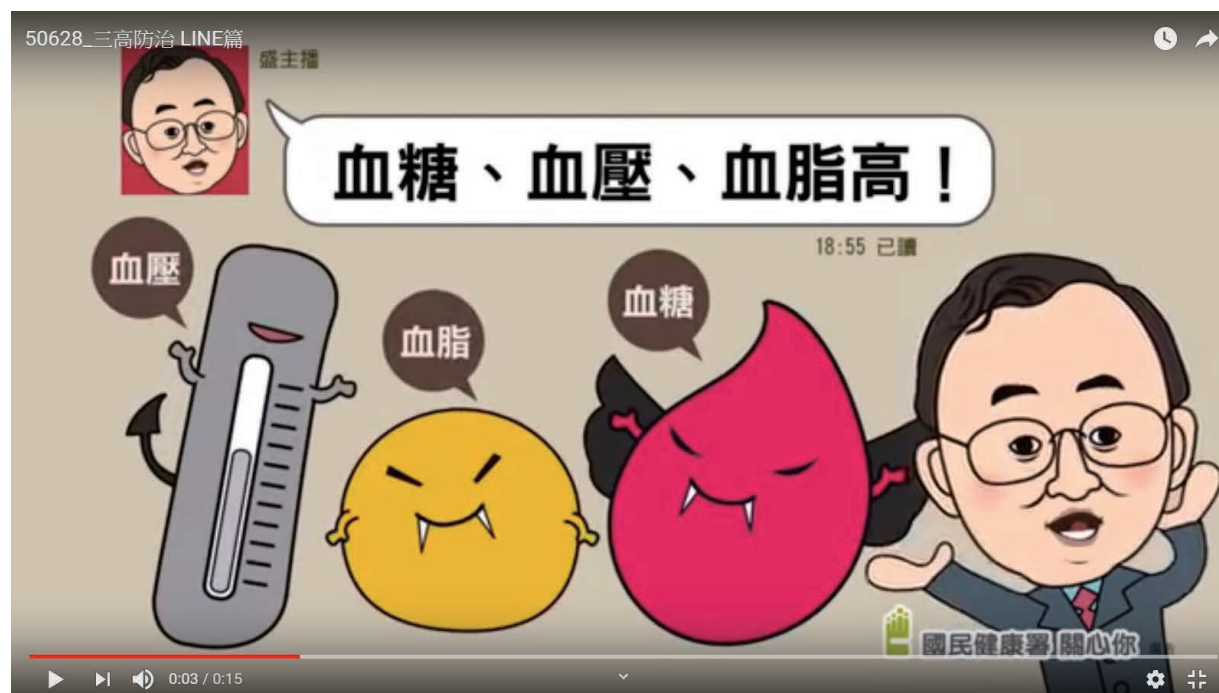 50628_三高防治 LINE篇
盛主播
血糖、血壓、血脂高！
18:55 已讀
血壓
血脂
血糖
國民健康署 關心你
0:03 / 0:15